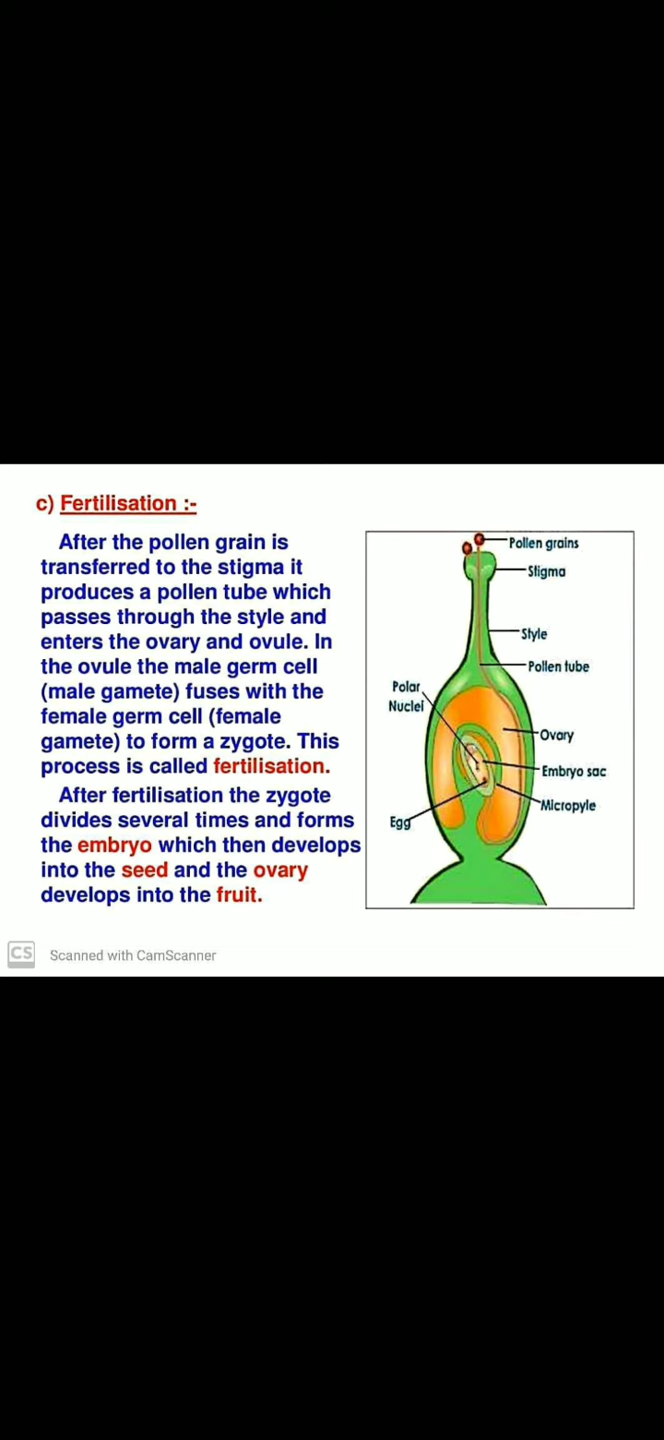 c) Fertilisation :-
After the pollen grain is
transferred to the stigma it
produces a pollen tube which
passes through the style and
enters the ovary and ovule. In
the ovule the male germ cell
(male gamete) fuses with the
female germ cell (female
gamete) to form a zygote. This
process is called fertilisation.
After fertilisation the zygote
divides several times and forms
the embryo which then develops
into the seed and the ovary
develops into the fruit.
Pollen grains
Stigma
Style
Pollen tube
Polar
Nuclei
Ovary
Embryo sac
Micropyle
Egg
CS Scanned with CamScanner